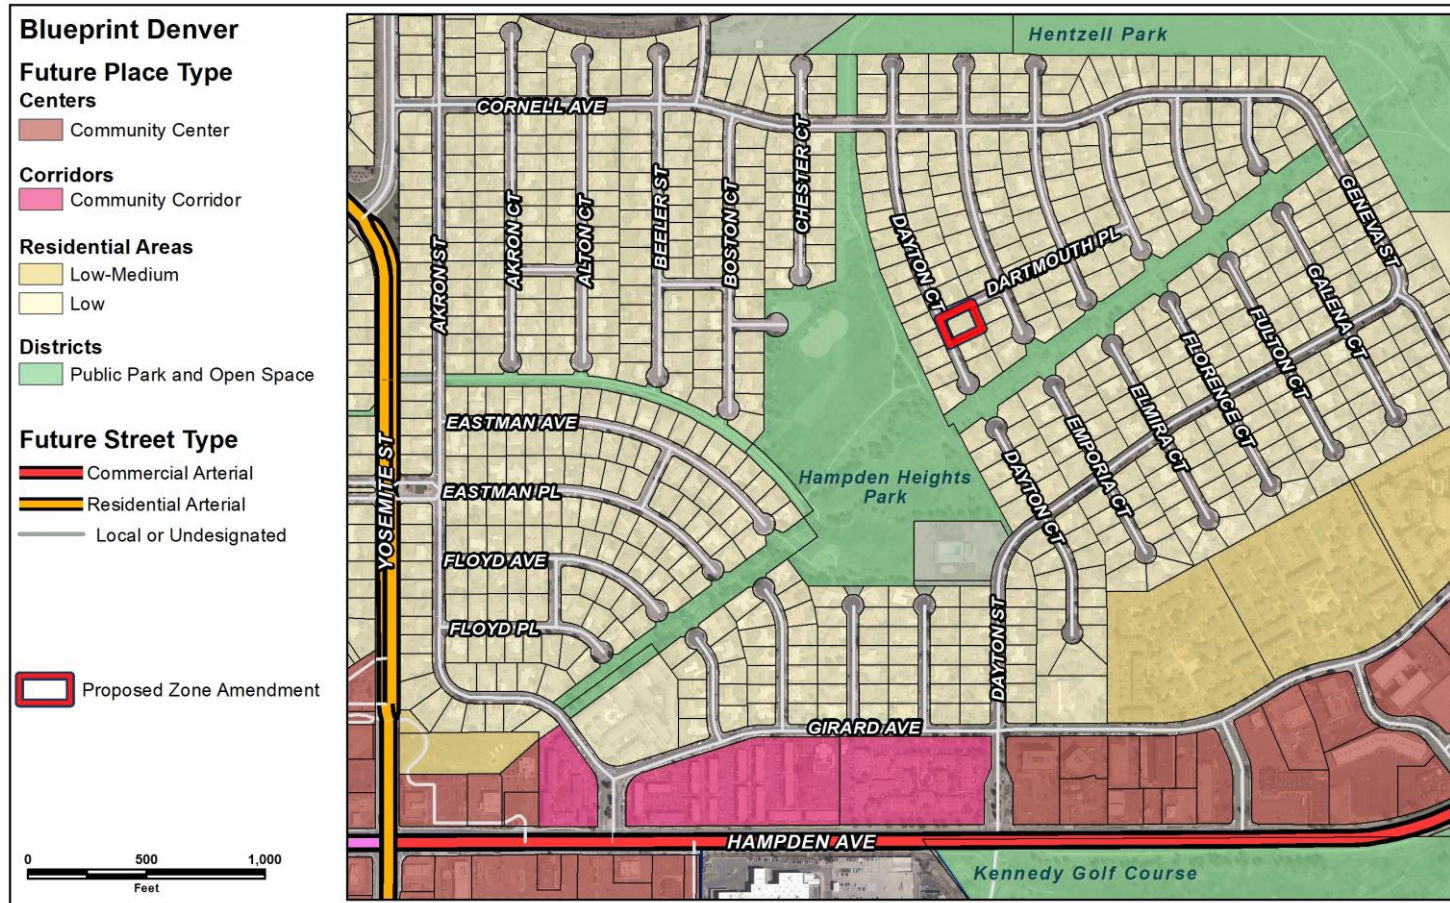 Blueprint Denver
Future Place Type
Centers
Community Center
Corridors
Community Corridor
Residential Areas
Low-Medium
Low
Districts
Public Park and Open Space
Future Street Type
Commercial Arterial
Residential Arterial
Local or Undesignated
Proposed Zone Amendment
0 500 1,000
Feet
Hentzell Park
CORNELL AVE
AKRON ST
AKRON CT
ALTON CT
BEELER ST
BOSTON CT
CHESTER CT
DAYTON CT
DARTMOUTH PL
GENEVA ST
GALENA CT
FULTON CT
FLORENCE CT
ELMIRA CT
EMPORIA CT
DAYTON CT
YOSEMITE ST
EASTMAN AVE
EASTMAN PL
FLOYD AVE
FLOYD PL
Hampden Heights
Park
DAYTON ST
GIRARD AVE
HAMPDEN AVE
Kennedy Golf Course